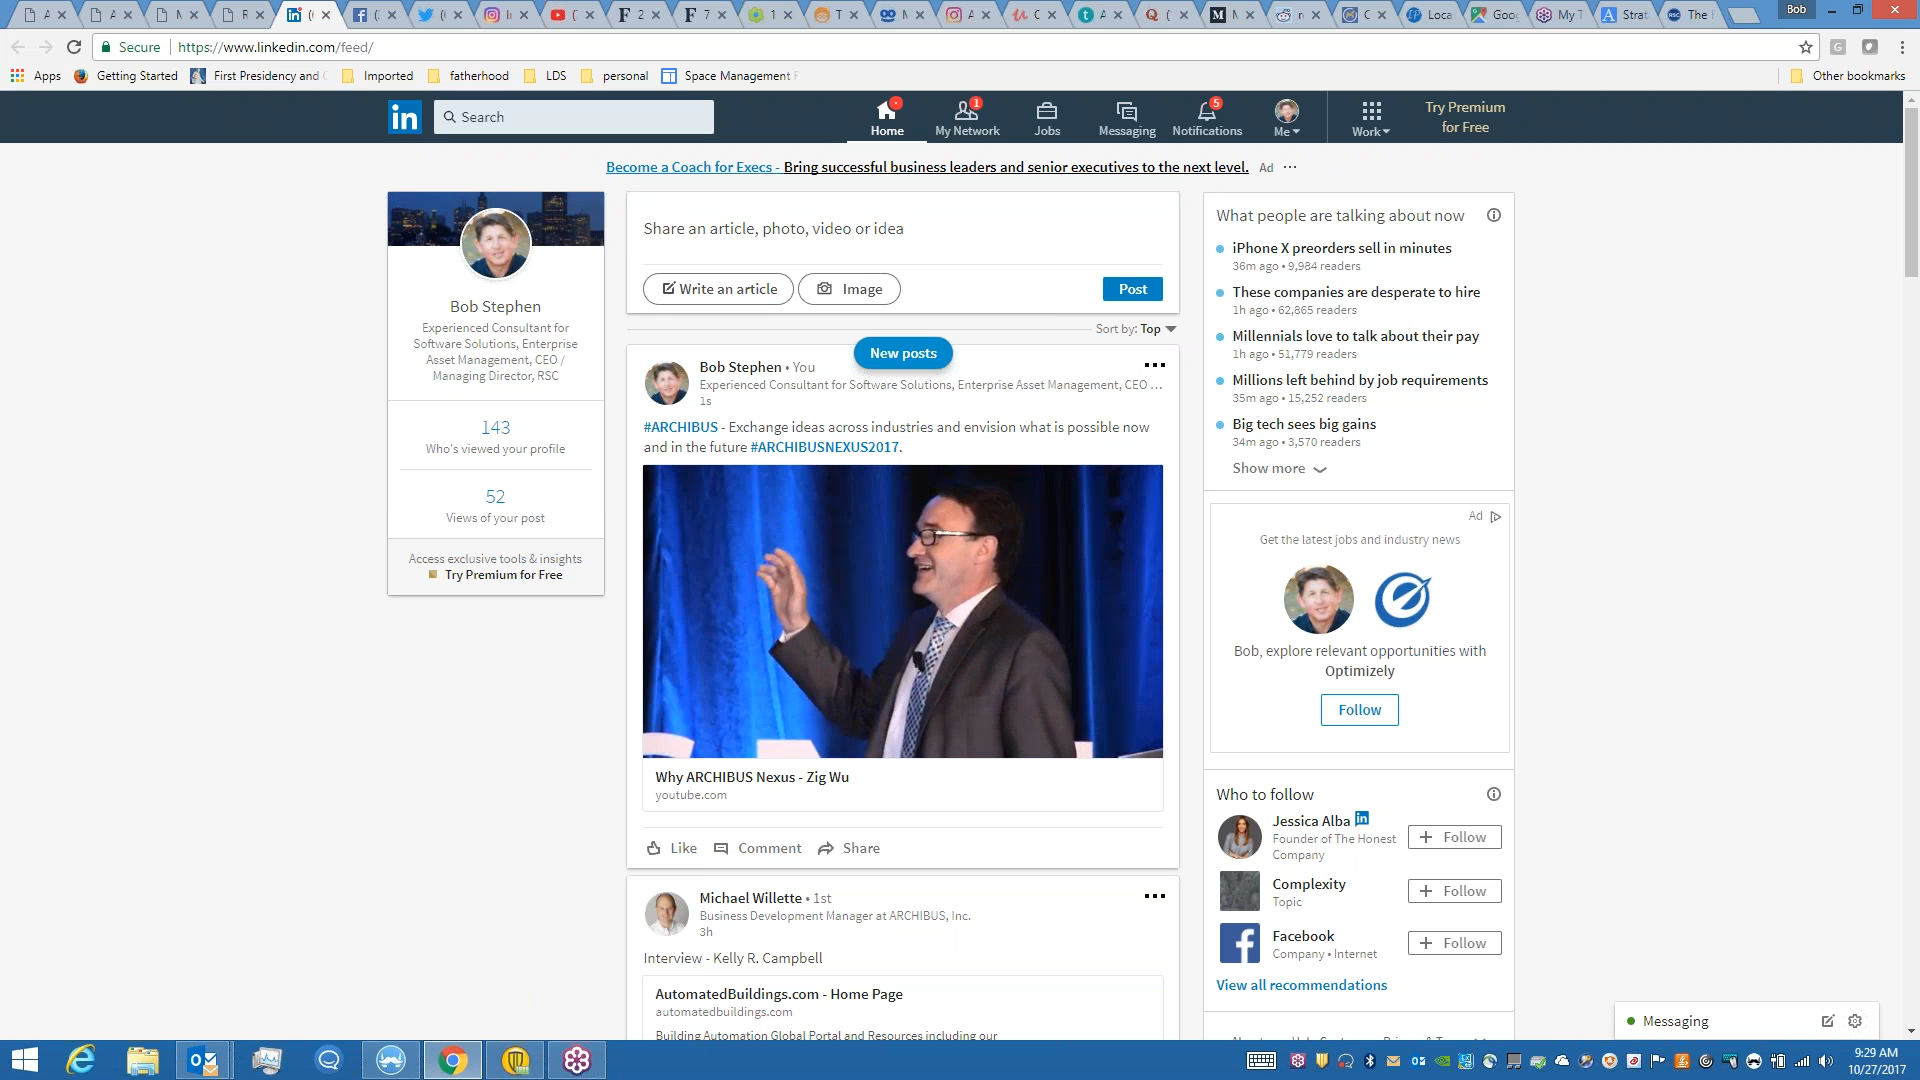 Bob
Secure
https://www.linkedin.com/feed/
Apps
Getting Started
First Presidency and
Imported
fatherhood
LDS
personal
Space Management
Other bookmarks
in
Search
Home
My Network
1
Jobs
Messaging
Notifications
5
Me
Work
Try Premium
for Free
Become a Coach for Execs - Bring successful business leaders and senior executives to the next level.
Ad
Bob Stephen
Experienced Consultant for
Software Solutions, Enterprise
Asset Management, CEO /
Managing Director, RSC
143
Who's viewed your profile
52
Views of your post
Access exclusive tools & insights
Try Premium for Free
Share an article, photo, video or idea
Write an article
Image
Post
Sort by: Top
New posts
Bob Stephen • You
Experienced Consultant for Software Solutions, Enterprise Asset Management, CEO ...
1s
#ARCHIBUS - Exchange ideas across industries and envision what is possible now
and in the future #ARCHIBUSNEXUS2017.
Why ARCHIBUS Nexus - Zig Wu
youtube.com
Like
Comment
Share
Michael Willette • 1st
Business Development Manager at ARCHIBUS, Inc.
3h
Interview - Kelly R. Campbell
AutomatedBuildings.com - Home Page
automatedbuildings.com
Building Automation Global Portal and Resources including our
What people are talking about now
iPhone X preorders sell in minutes
36m ago • 9,984 readers
These companies are desperate to hire
1h ago • 62,865 readers
Millennials love to talk about their pay
1h ago • 51,779 readers
Millions left behind by job requirements
35m ago • 15,252 readers
Big tech sees big gains
34m ago • 3,570 readers
Show more
Ad
Get the latest jobs and industry news
Bob, explore relevant opportunities with
Optimizely
Follow
Who to follow
Jessica Alba in
Founder of The Honest
Company
+ Follow
Complexity
Topic
+ Follow
Facebook
Company • Internet
+ Follow
View all recommendations
Messaging
9:29 AM
10/27/2017